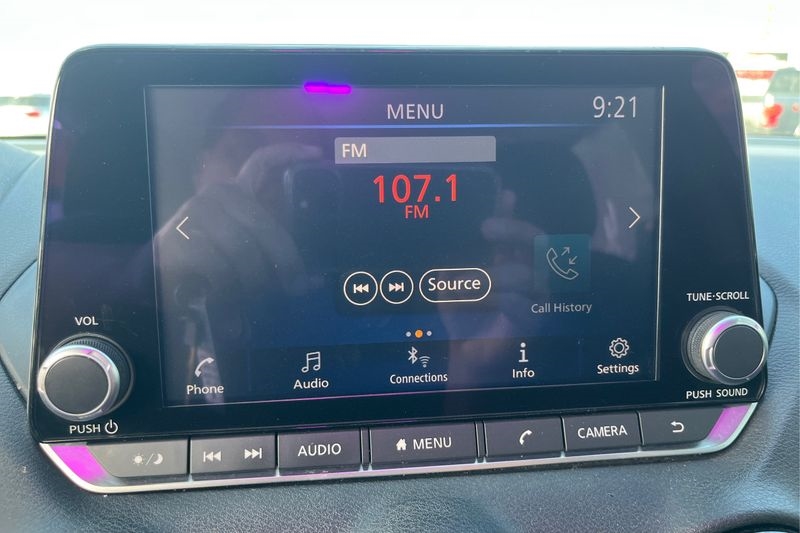 MENU 9:21
FM
107.1
FM
Source
Call History
VOL
TUNE·SCROLL
Phone Audio Connections Info Settings
PUSH
PUSH SOUND
AUDIO MENU CAMERA